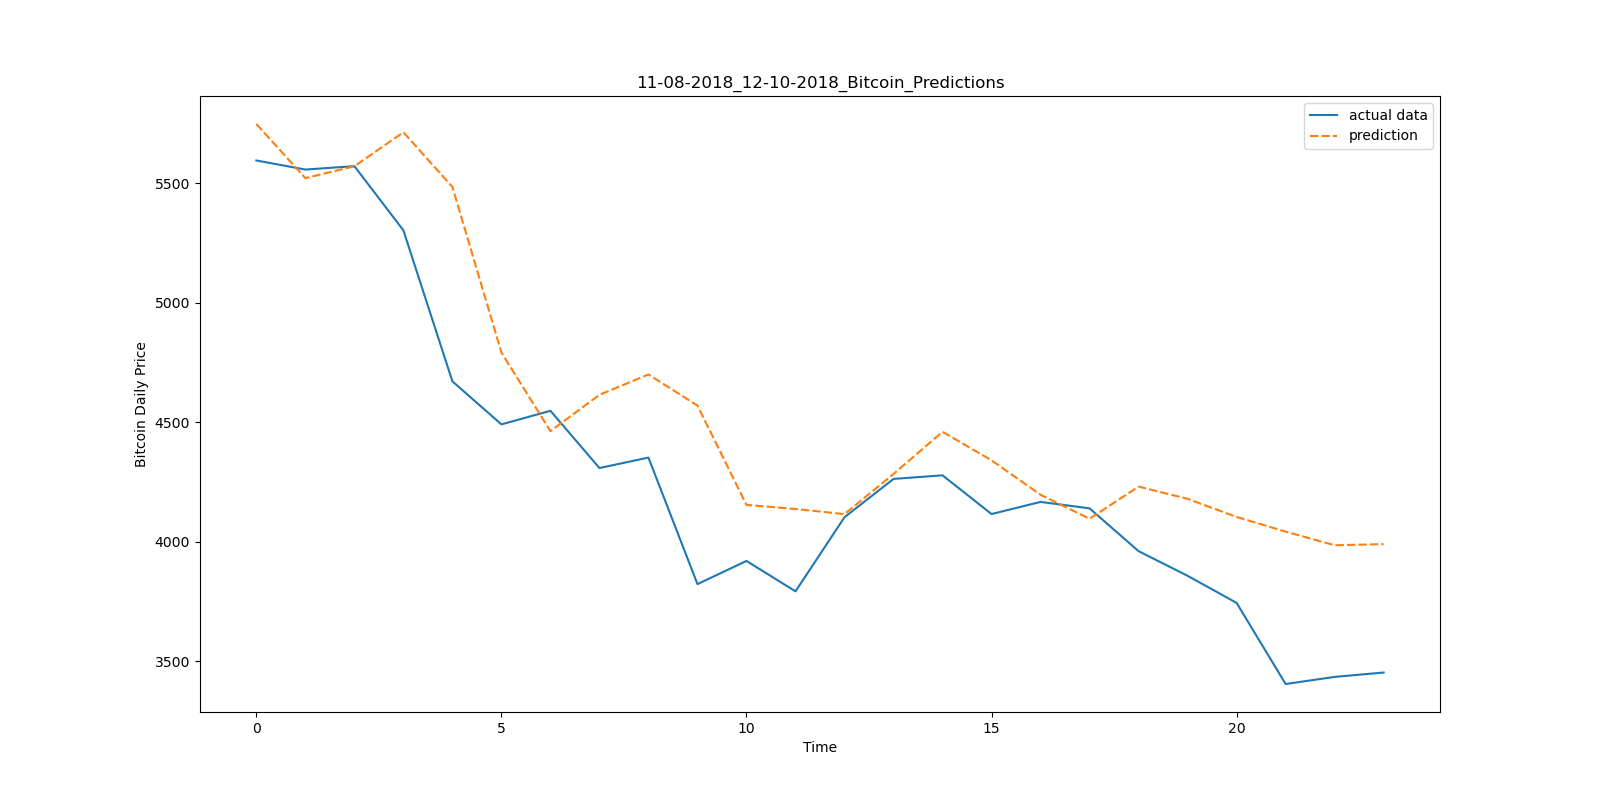 11-08-2018_12-10-2018_Bitcoin_Predictions
actual data
prediction
Bitcoin Daily Price
5500
5000
4500
4000
3500
0 5 10 15 20
Time